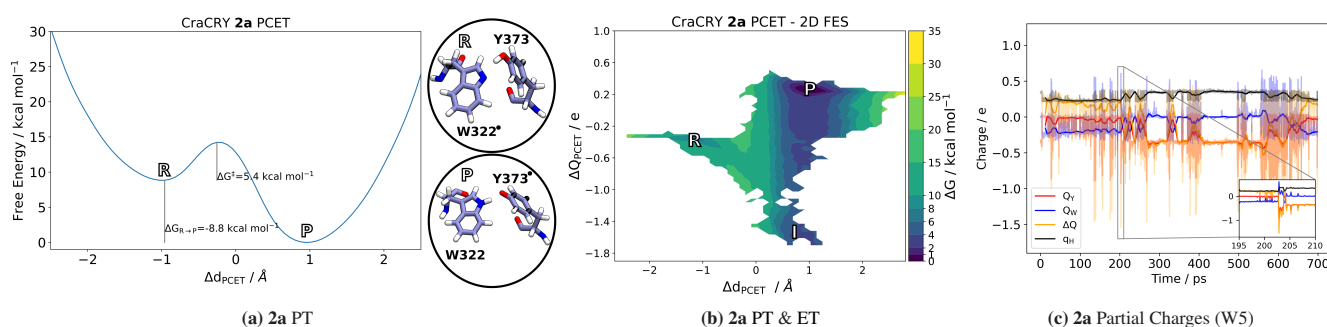 CraCRY 2a PCET
30
25
20
15
10
5
0
Free Energy / kcal mol⁻¹
R
ΔG‡=5.4 kcal mol⁻¹
ΔG_R→P=-8.8 kcal mol⁻¹
P
−2 −1 0 1 2
Δd_PCET / Å
R Y373
W322•
P Y373•
W322
(a) 2a PT
CraCRY 2a PCET - 2D FES
1.0
0.6
0.2
−0.2
−0.6
−1.0
−1.4
−1.8
ΔQ_PCET / e
P
R
I
−2 −1 0 1 2
Δd_PCET / Å
35
30
25
20
15
10
8
6
4
2
1
0
ΔG / kcal mol⁻¹
(b) 2a PT & ET
CraCRY 2a PCET
1.0
0.5
0.0
−0.5
−1.0
−1.5
Charge / e
Q_Y
Q_W
ΔQ
q_H
0
−1
195 200 205 210
0 100 200 300 400 500 600 700
Time / ps
(c) 2a Partial Charges (W5)